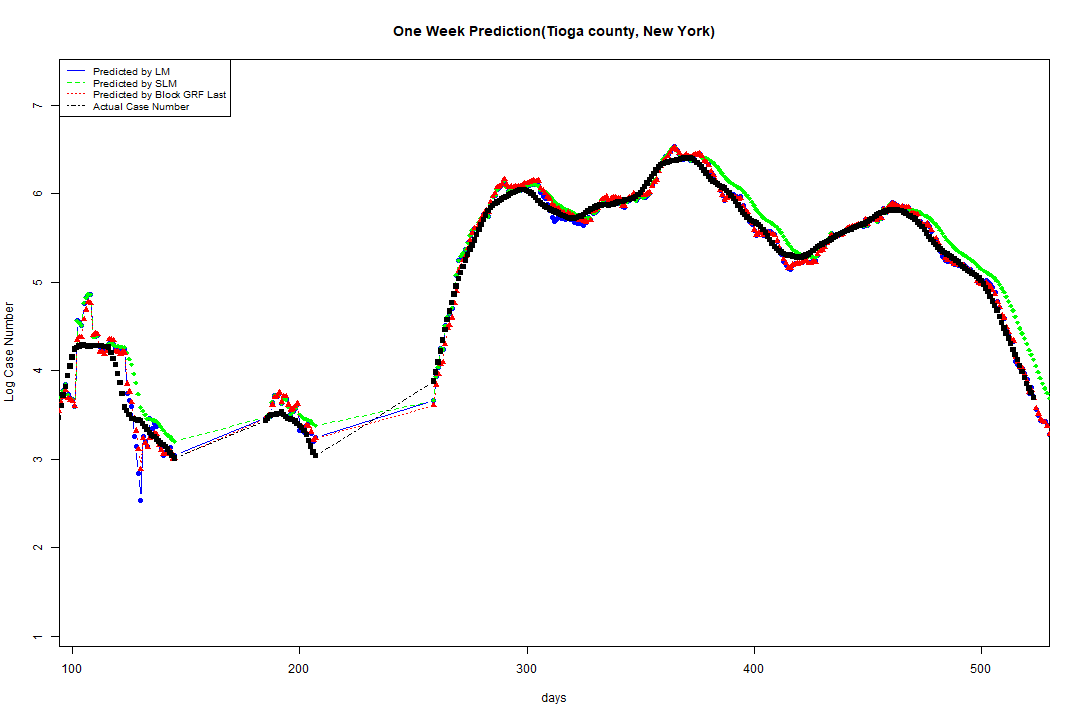 One Week Prediction(Tioga county, New York)
Predicted by LM
Predicted by SLM
Predicted by Block GRF Last
Actual Case Number
Log Case Number
7
6
5
4
3
2
1
100 200 300 400 500
days